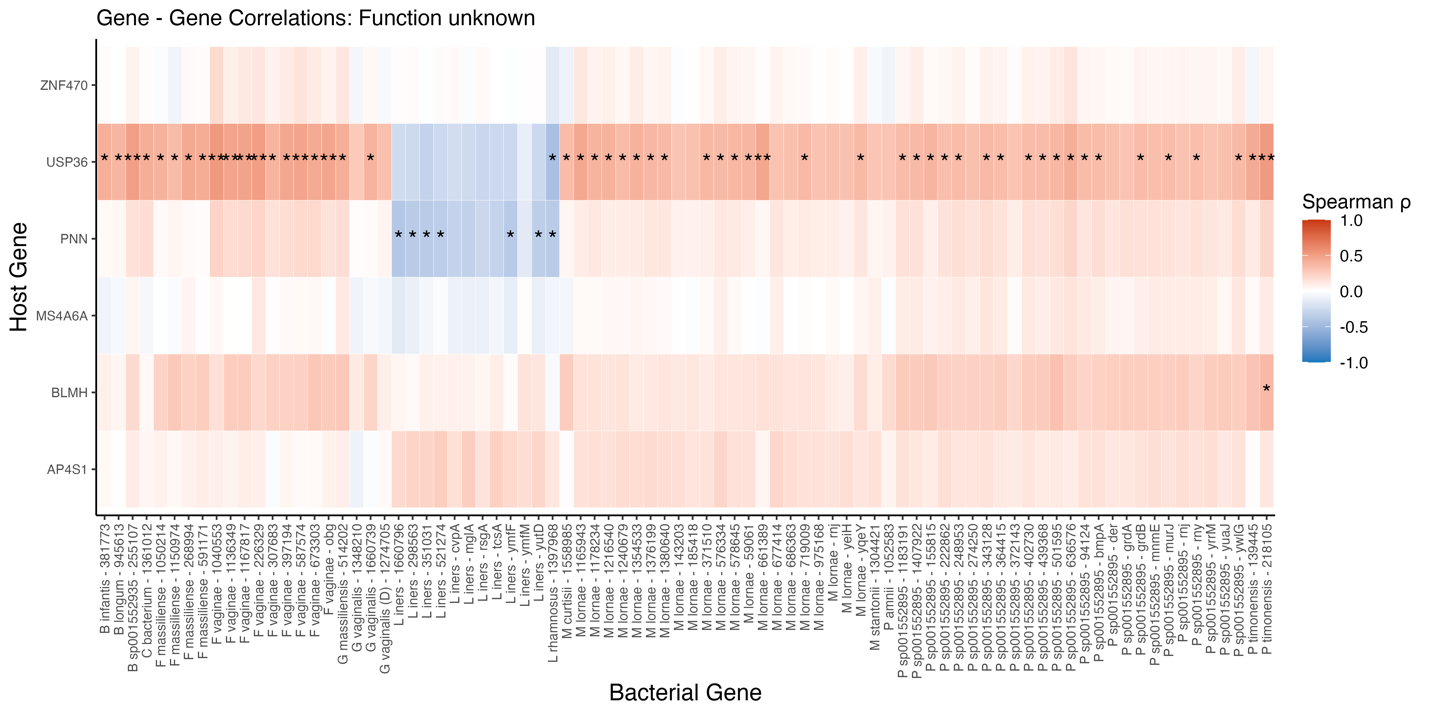 Gene - Gene Correlations: Function unknown
Host Gene
ZNF470
USP36
PNN
MS4A6A
BLMH
AP4S1
* * ** * * * * ** ** ** ** ** * * ** * * * * * * * * * * * * * * * * * * * ** * * * * * * * * * * * * * * * * * * * **
* * * * * * *
*
Spearman ρ
1.0
0.5
0.0
-0.5
-1.0
B infantis - 381773
B longum - 945613
B sp001552935 - 255107
C bacterium - 1361012
F massiliense - 1050214
F massiliense - 1150974
F massiliense - 268994
F massiliense - 591171
F vaginae - 1040553
F vaginae - 1136349
F vaginae - 1167817
F vaginae - 226329
F vaginae - 307683
F vaginae - 397194
F vaginae - 587574
F vaginae - 673303
F vaginae - obg
G massiliensis - 514202
G vaginalis - 1348210
G vaginalis - 1660739
G vaginalis (D) - 1274705
L iners - 1660796
L iners - 298563
L iners - 351031
L iners - 521274
L iners - cvpA
L iners - mglA
L iners - rsgA
L iners - tcsA
L iners - ymfF
L iners - ymfM
L iners - yutD
L rhamnosus - 1397968
M curtisii - 1558985
M lornae - 1165943
M lornae - 1178234
M lornae - 1216540
M lornae - 1240679
M lornae - 1354533
M lornae - 1376199
M lornae - 1380640
M lornae - 143203
M lornae - 185418
M lornae - 371510
M lornae - 576334
M lornae - 578645
M lornae - 59061
M lornae - 661389
M lornae - 677414
M lornae - 686363
M lornae - 719009
M lornae - 975168
M lornae - rnj
M lornae - yeiH
M lornae - yqeY
M stantonii - 1304421
P amnii - 1052583
P sp001552895 - 1183191
P sp001552895 - 1407922
P sp001552895 - 155815
P sp001552895 - 222862
P sp001552895 - 248953
P sp001552895 - 274250
P sp001552895 - 343128
P sp001552895 - 364415
P sp001552895 - 372143
P sp001552895 - 402730
P sp001552895 - 439368
P sp001552895 - 501595
P sp001552895 - 636576
P sp001552895 - 94124
P sp001552895 - bmpA
P sp001552895 - der
P sp001552895 - grdA
P sp001552895 - grdB
P sp001552895 - mnmE
P sp001552895 - murJ
P sp001552895 - rnj
P sp001552895 - rny
P sp001552895 - yrrM
P sp001552895 - yuaJ
P sp001552895 - ywlG
P timonensis - 139445
P timonensis - 218105
Bacterial Gene